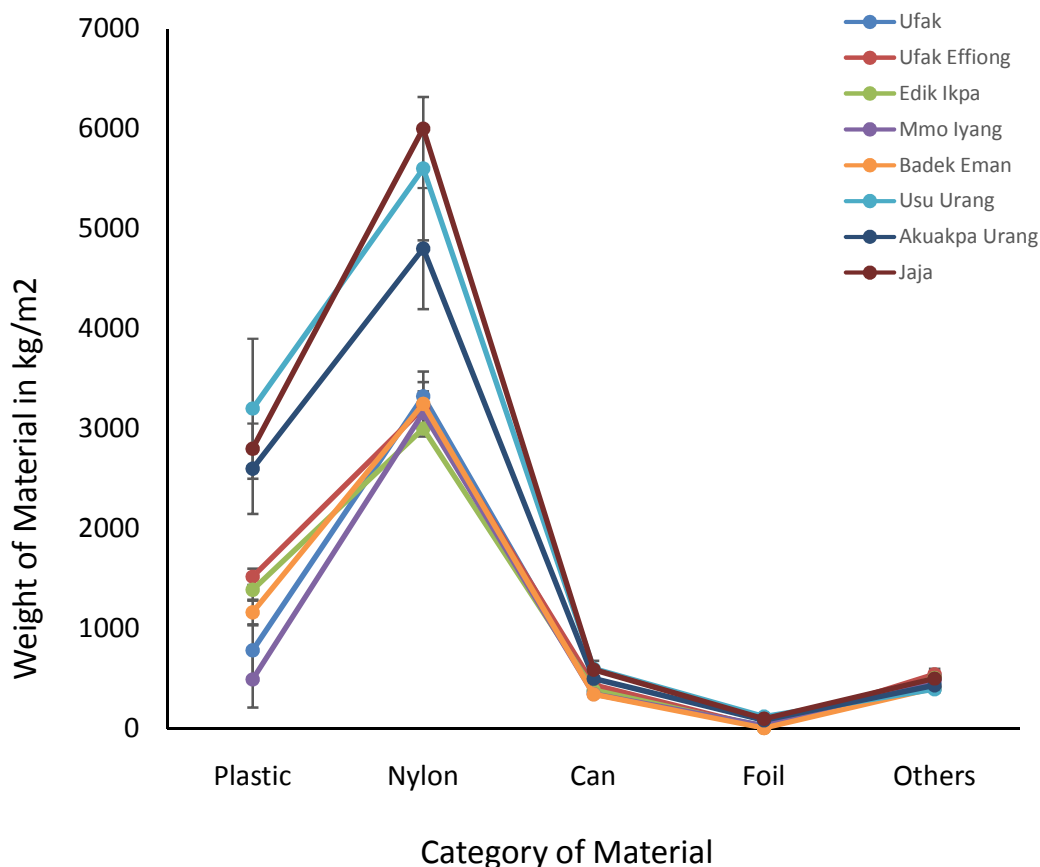 7000
6000
5000
4000
3000
2000
1000
0
Weight of Material in kg/m2
Plastic Nylon Can Foil Others
Category of Material
Ufak
Ufak Effiong
Edik Ikpa
Mmo Iyang
Badek Eman
Usu Urang
Akuakpa Urang
Jaja